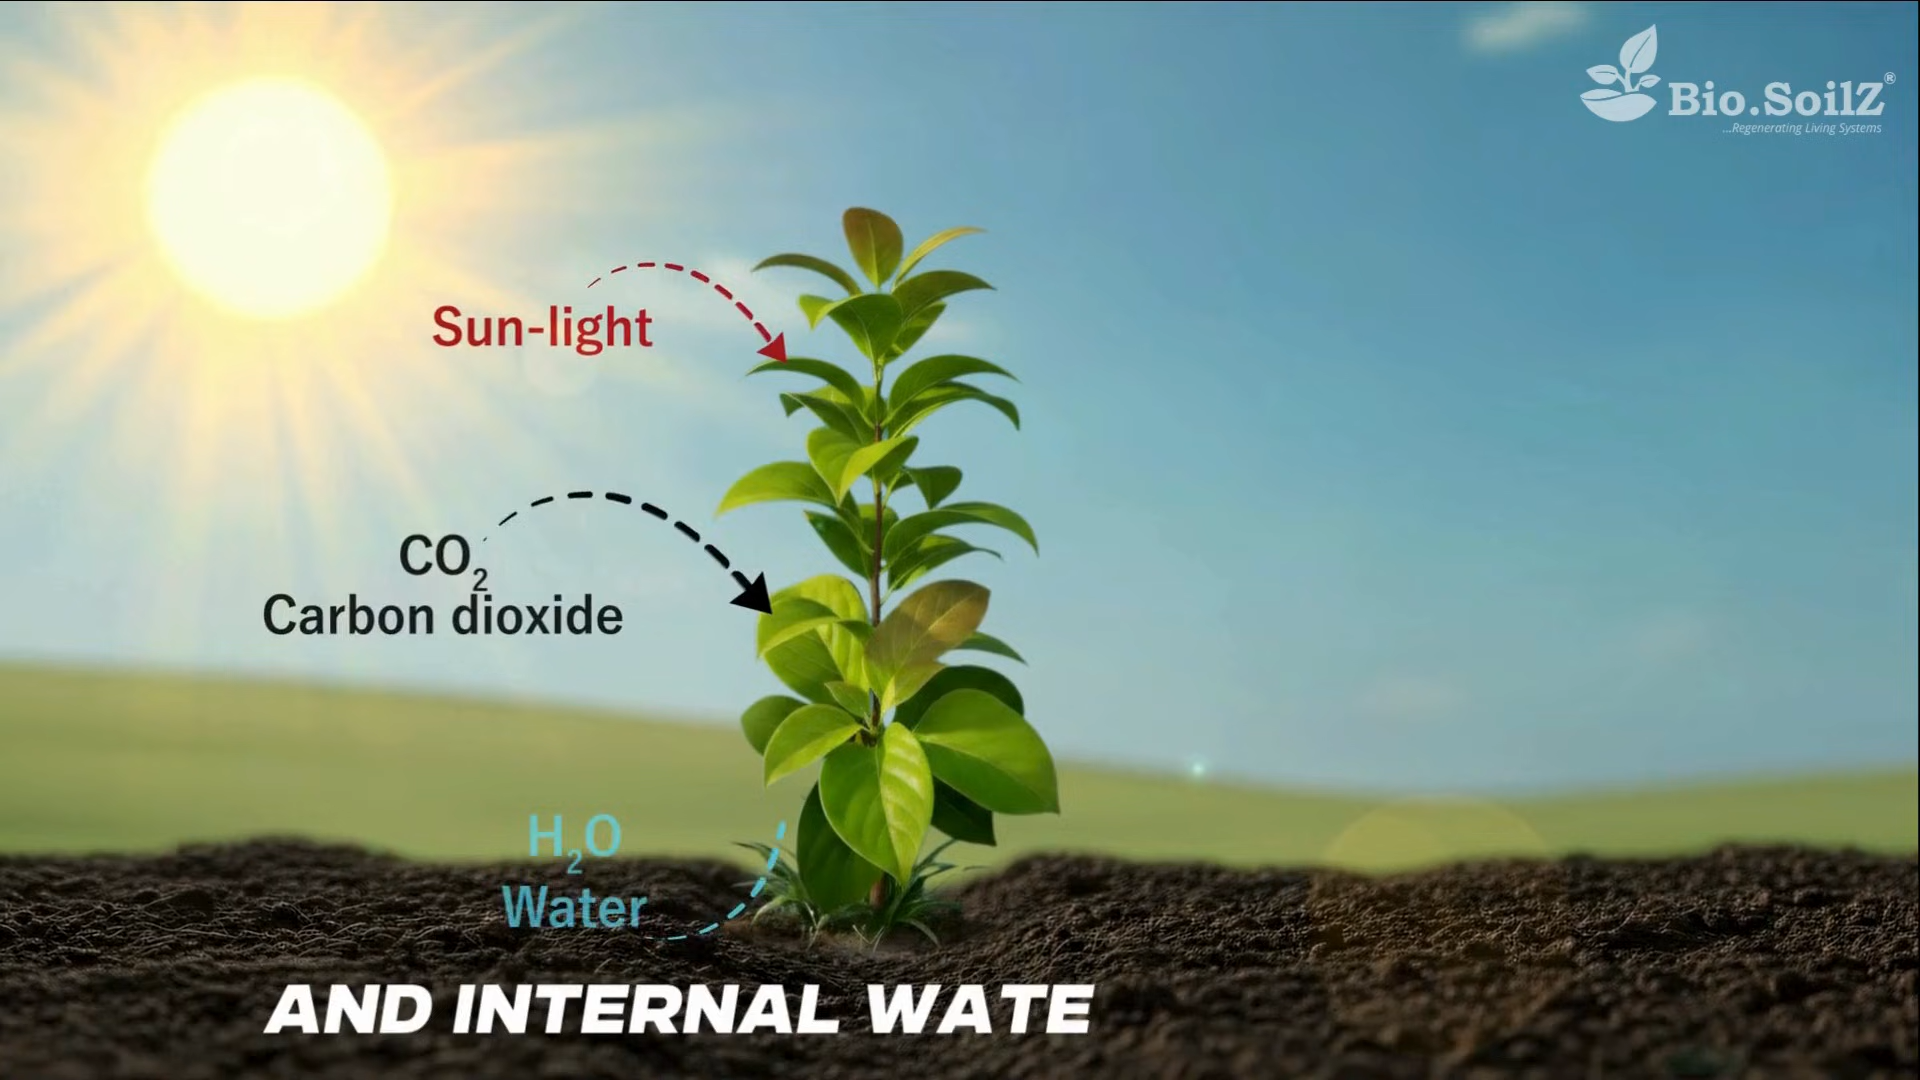 Bio.SoilZ®
...Regenerating Living Systems
Sun-light
CO₂
Carbon dioxide
H₂O
Water
AND INTERNAL WATE